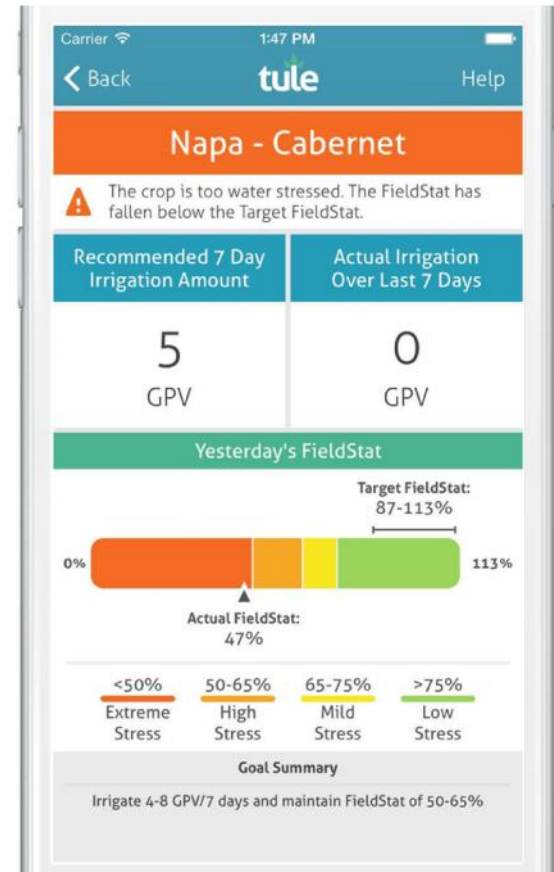 Carrier 1:47 PM
Back tule Help
Napa - Cabernet
The crop is too water stressed. The FieldStat has
fallen below the Target FieldStat.
Recommended 7 Day
Irrigation Amount
Actual Irrigation
Over Last 7 Days
5
GPV
0
GPV
Yesterday's FieldStat
Target FieldStat:
87-113%
0%
113%
Actual FieldStat:
47%
<50% 50-65% 65-75% >75%
Extreme
Stress
High
Stress
Mild
Stress
Low
Stress
Goal Summary
Irrigate 4-8 GPV/7 days and maintain FieldStat of 50-65%